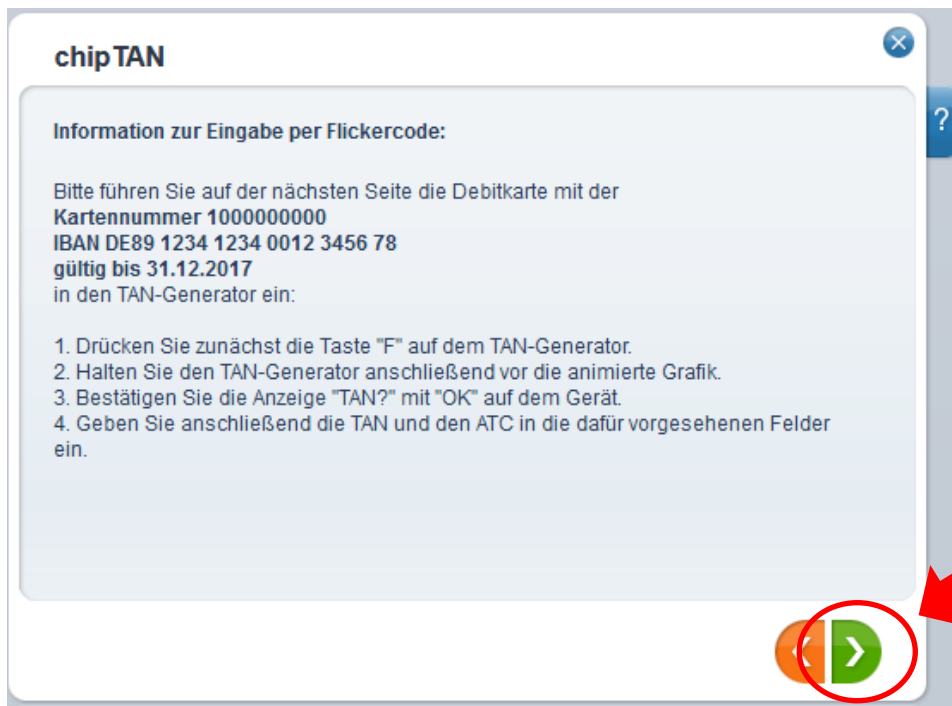 chipTAN
?
Information zur Eingabe per Flickercode:
Bitte führen Sie auf der nächsten Seite die Debitkarte mit der
Kartennummer 1000000000
IBAN DE89 1234 1234 0012 3456 78
gültig bis 31.12.2017
in den TAN-Generator ein:
1. Drücken Sie zunächst die Taste "F" auf dem TAN-Generator.
2. Halten Sie den TAN-Generator anschließend vor die animierte Grafik.
3. Bestätigen Sie die Anzeige "TAN?" mit "OK" auf dem Gerät.
4. Geben Sie anschließend die TAN und den ATC in die dafür vorgesehenen Felder
ein.